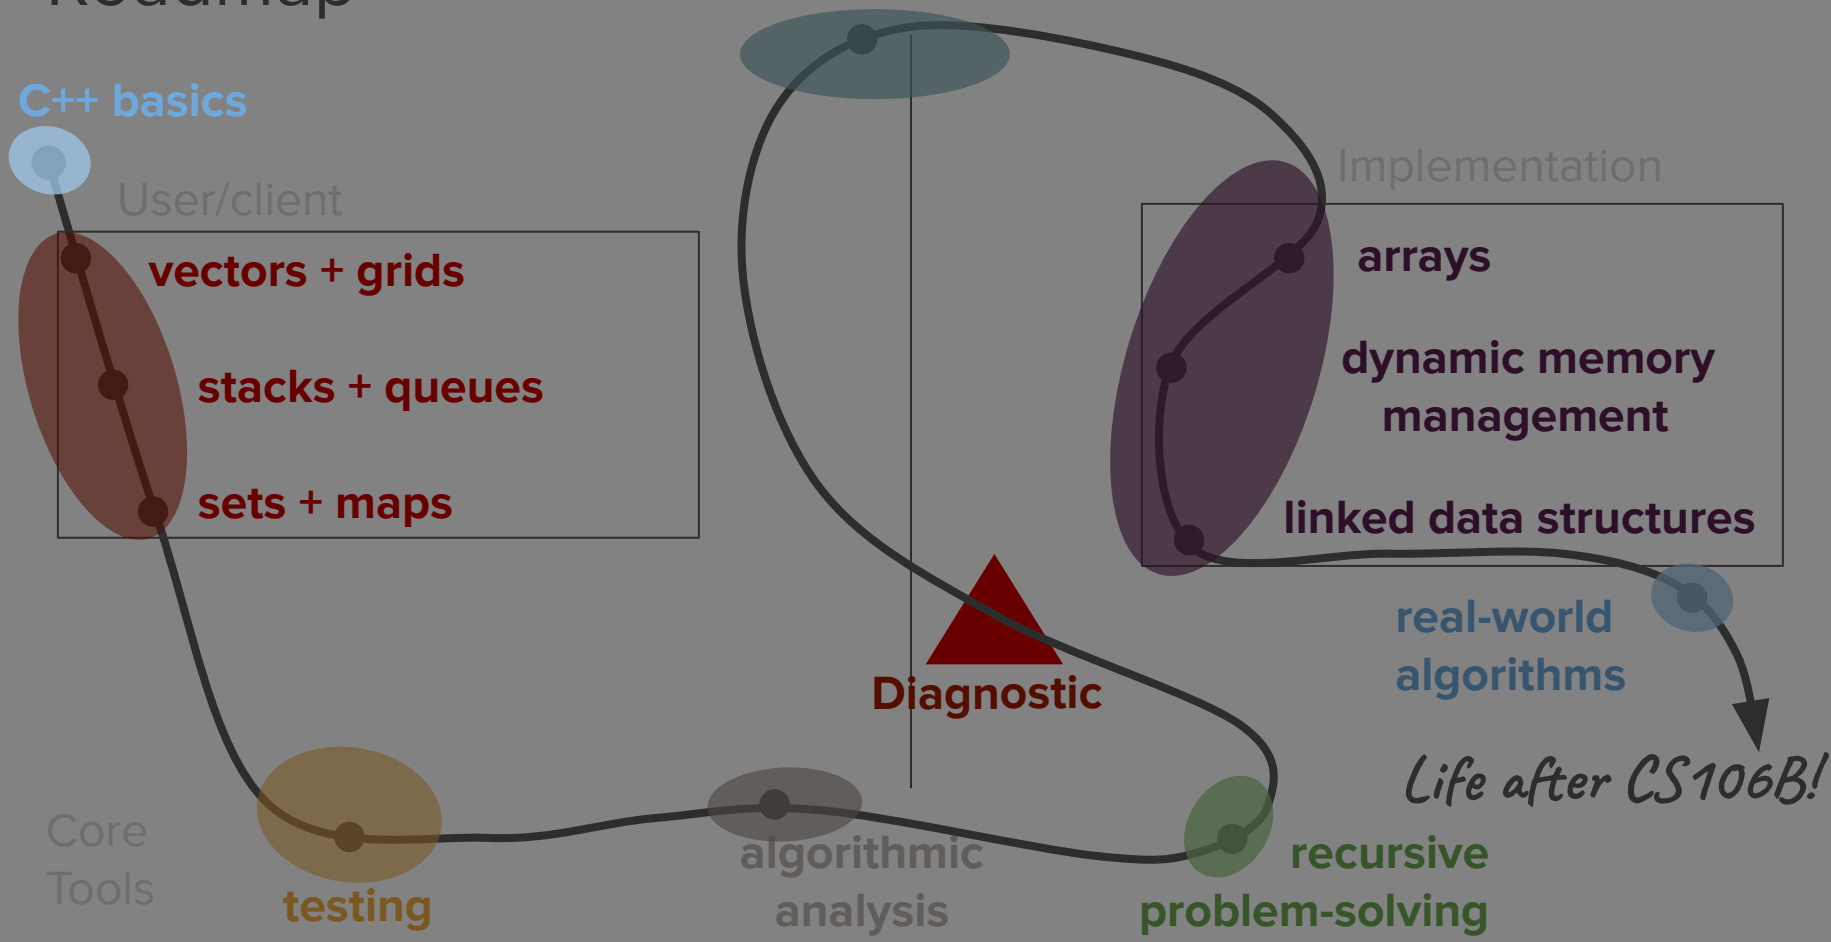 Roadmap
C++ basics
User/client
vectors + grids
stacks + queues
sets + maps
Core
Tools
testing
algorithmic
analysis
Diagnostic
recursive
problem-solving
Implementation
arrays
dynamic memory
management
linked data structures
real-world
algorithms
Life after CS106B!